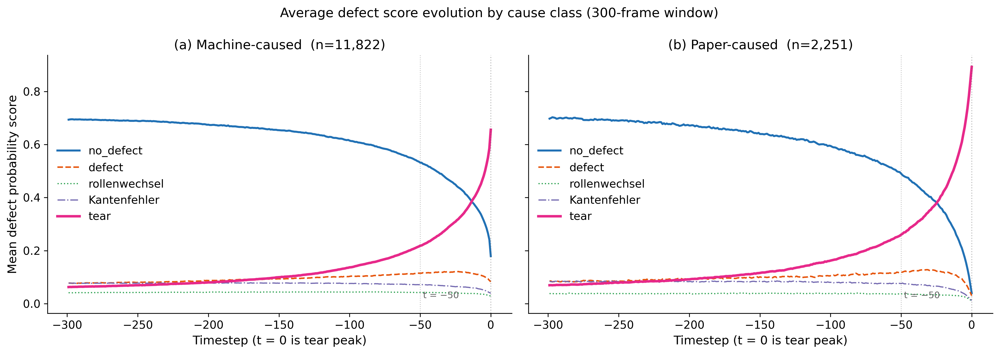 Average defect score evolution by cause class (300-frame window)
(a) Machine-caused (n=11,822)
Mean defect probability score
0.8
0.6
0.4
0.2
0.0
no_defect
defect
rollenwechsel
Kantenfehler
tear
t = −50
−300 −250 −200 −150 −100 −50 0
Timestep (t = 0 is tear peak)
(b) Paper-caused (n=2,251)
no_defect
defect
rollenwechsel
Kantenfehler
tear
t = −50
−300 −250 −200 −150 −100 −50 0
Timestep (t = 0 is tear peak)